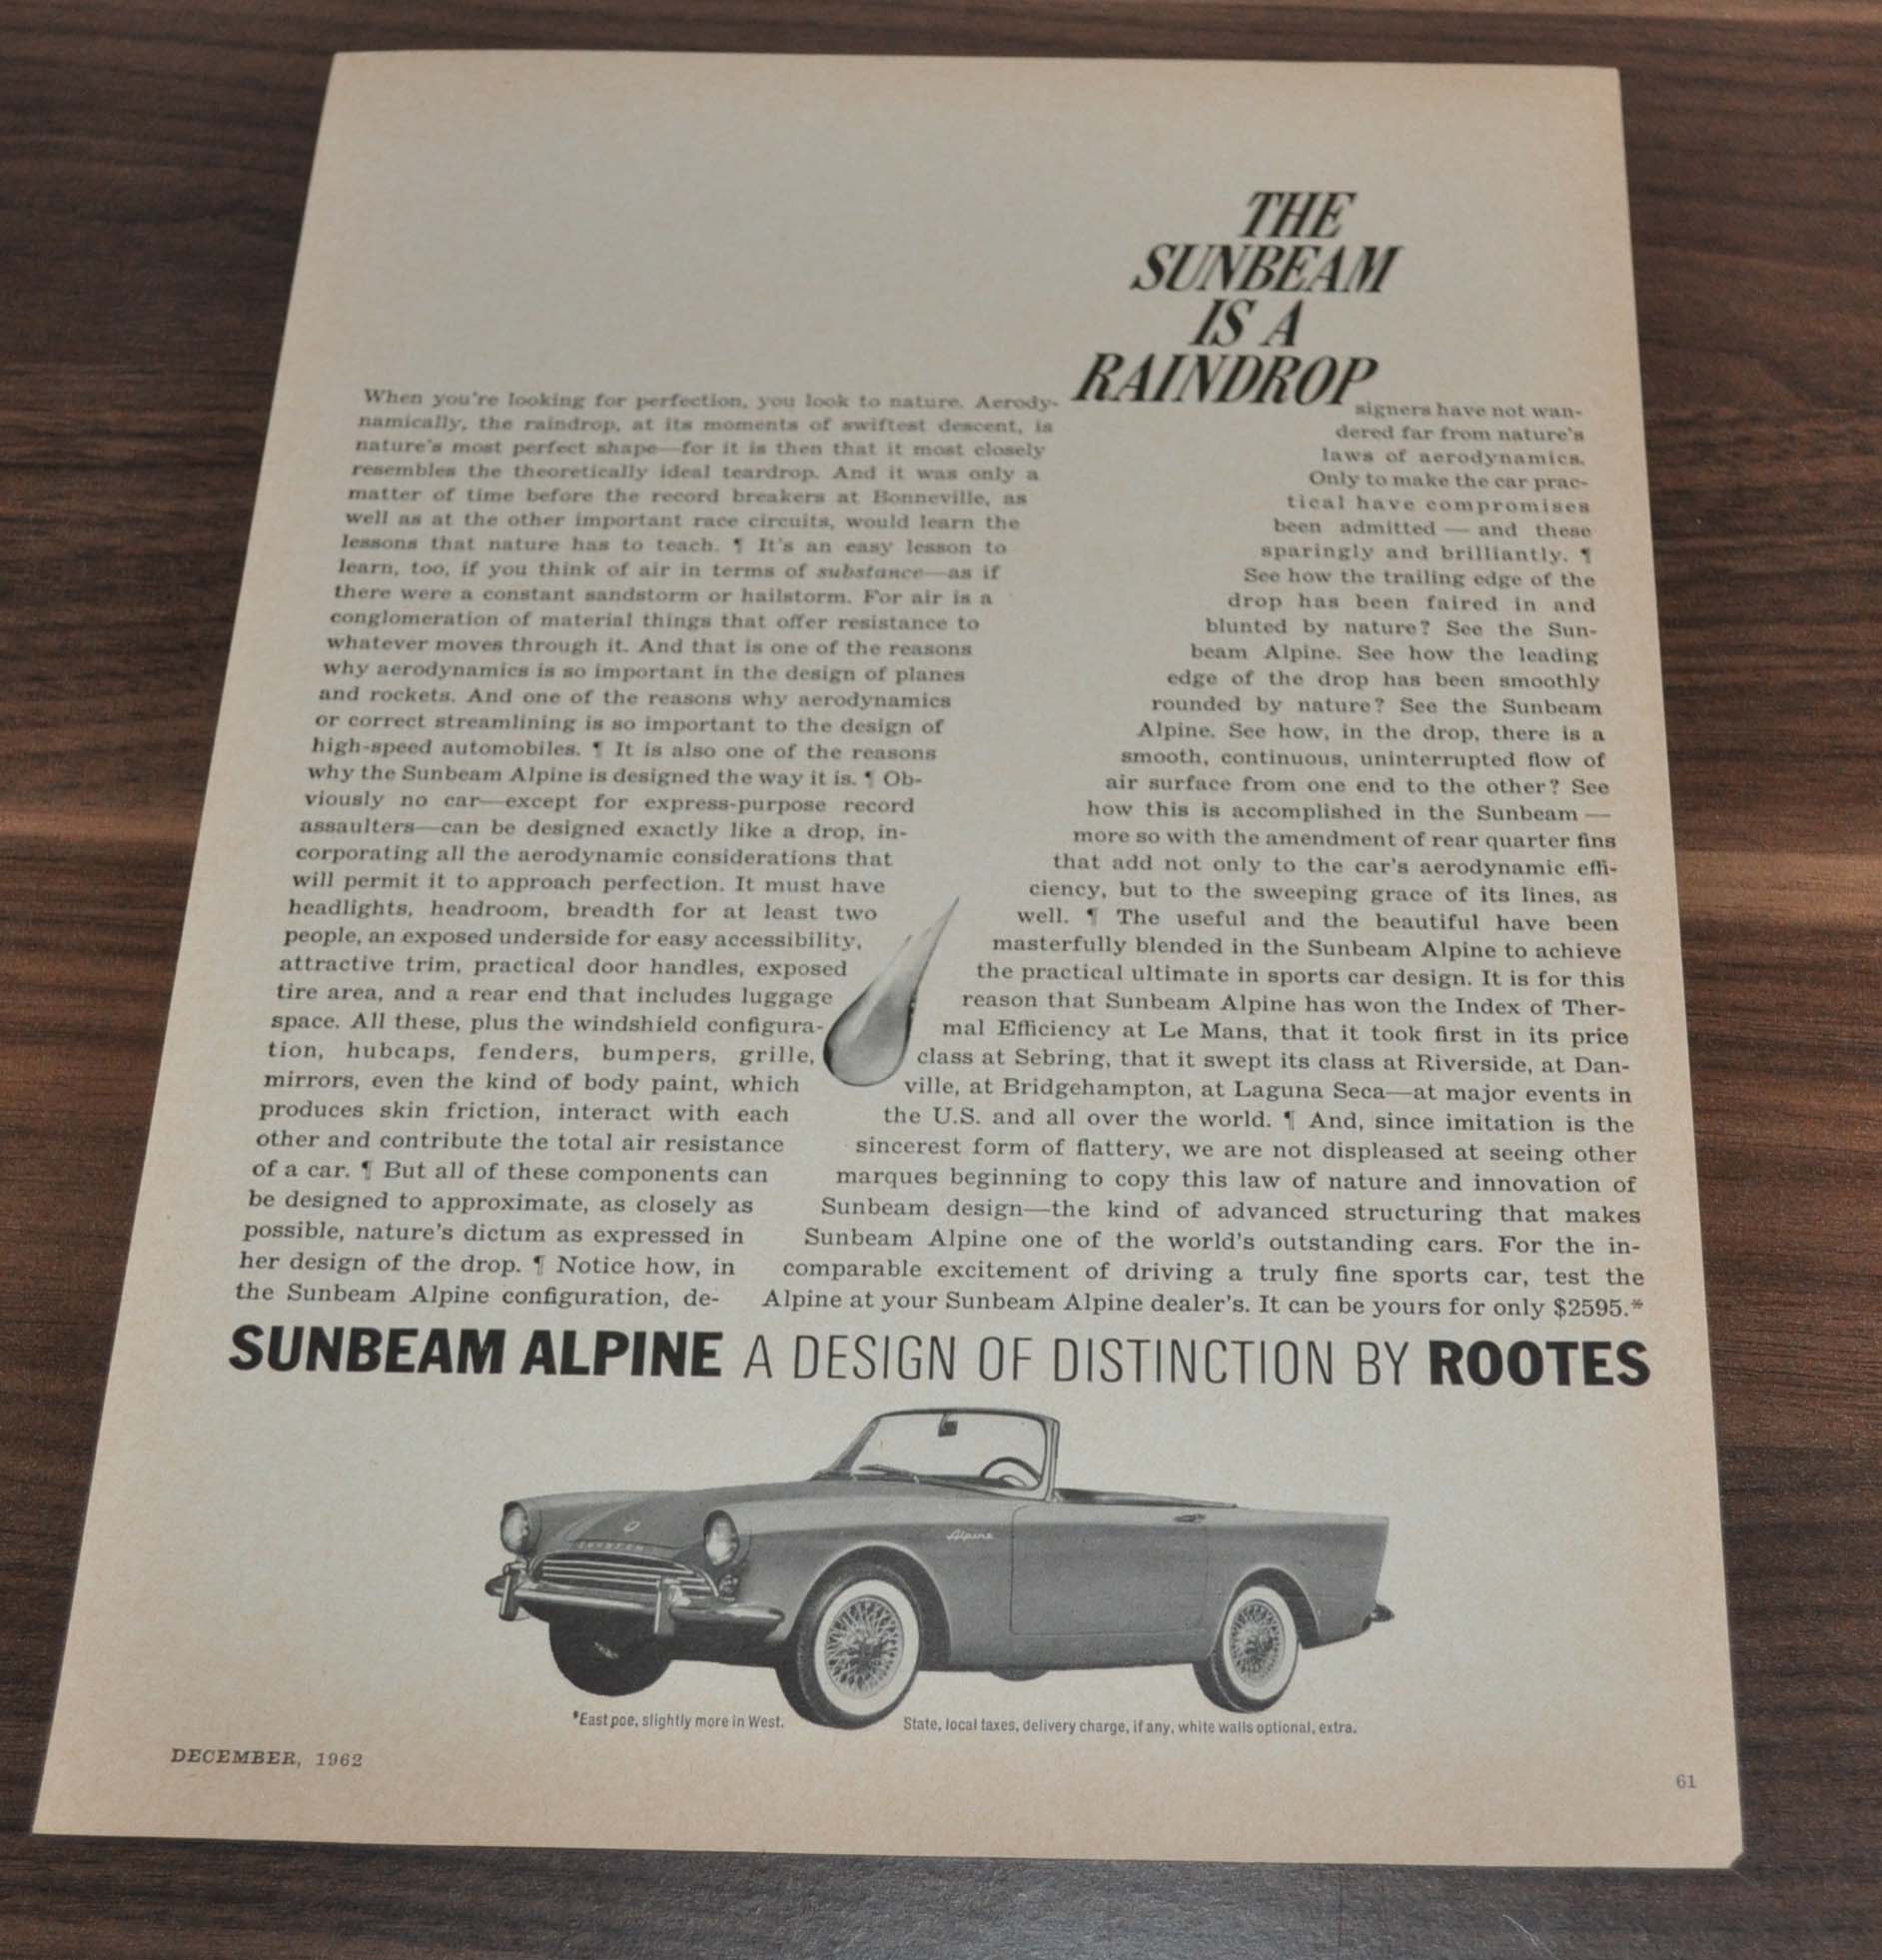 THE
SUNBEAM
IS A
RAINDROP
When you're looking for perfection, you look to nature. Aerody-
namically, the raindrop, at its moments of swiftest descent, is
nature's most perfect shape—for it is then that it most closely
resembles the theoretically ideal teardrop. And it was only a
matter of time before the record breakers at Bonneville, as
well as at the other important race circuits, would learn the
lessons that nature has to teach. ¶ It's an easy lesson to
learn, too, if you think of air in terms of substance—as if
there were a constant sandstorm or hailstorm. For air is a
conglomeration of material things that offer resistance to
whatever moves through it. And that is one of the reasons
why aerodynamics is so important in the design of planes
and rockets. And one of the reasons why aerodynamics
or correct streamlining is so important to the design of
high-speed automobiles. ¶ It is also one of the reasons
why the Sunbeam Alpine is designed the way it is. ¶ Ob-
viously no car—except for express-purpose record
assaulters—can be designed exactly like a drop, in-
corporating all the aerodynamic considerations that
will permit it to approach perfection. It must have
headlights, headroom, breadth for at least two
people, an exposed underside for easy accessibility,
attractive trim, practical door handles, exposed
tire area, and a rear end that includes luggage
space. All these, plus the windshield configura-
tion, hubcaps, fenders, bumpers, grille,
mirrors, even the kind of body paint, which
produces skin friction, interact with each
other and contribute the total air resistance
of a car. ¶ But all of these components can
be designed to approximate, as closely as
possible, nature's dictum as expressed in
her design of the drop. ¶ Notice how, in
the Sunbeam Alpine configuration, de-
signers have not wan-
dered far from nature's
laws of aerodynamics.
Only to make the car prac-
tical have compromises
been admitted — and these
sparingly and brilliantly. ¶
See how the trailing edge of the
drop has been faired in and
blunted by nature? See the Sun-
beam Alpine. See how the leading
edge of the drop has been smoothly
rounded by nature? See the Sunbeam
Alpine. See how, in the drop, there is a
smooth, continuous, uninterrupted flow of
air surface from one end to the other? See
how this is accomplished in the Sunbeam —
more so with the amendment of rear quarter fins
that add not only to the car's aerodynamic effi-
ciency, but to the sweeping grace of its lines, as
well. ¶ The useful and the beautiful have been
masterfully blended in the Sunbeam Alpine to achieve
the practical ultimate in sports car design. It is for this
reason that Sunbeam Alpine has won the Index of Ther-
mal Efficiency at Le Mans, that it took first in its price
class at Sebring, that it swept its class at Riverside, at Dan-
ville, at Bridgehampton, at Laguna Seca—at major events in
the U.S. and all over the world. ¶ And, since imitation is the
sincerest form of flattery, we are not displeased at seeing other
marques beginning to copy this law of nature and innovation of
Sunbeam design—the kind of advanced structuring that makes
Sunbeam Alpine one of the world's outstanding cars. For the in-
comparable excitement of driving a truly fine sports car, test the
Alpine at your Sunbeam Alpine dealer's. It can be yours for only $2595.*
SUNBEAM ALPINE A DESIGN OF DISTINCTION BY ROOTES
Alpine
SUNBEAM
*East poe, slightly more in West.
State, local taxes, delivery charge, if any, white walls optional, extra.
DECEMBER, 1962
61